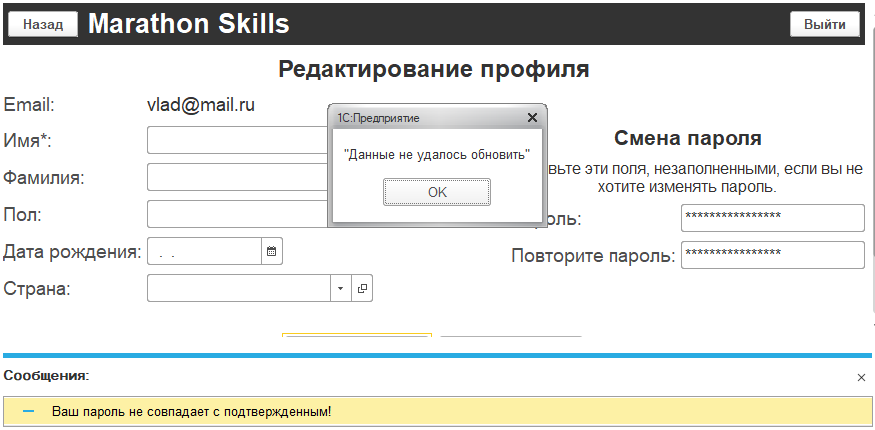 Назад
Marathon Skills
Выйти
Редактирование профиля
Email:
vlad@mail.ru
1С:Предприятие
Имя*:
Смена пароля
"Данные не удалось обновить"
вьте эти поля, незаполненными, если вы не
хотите изменять пароль.
Фамилия:
OK
Пол:
роль:
****************
Дата рождения:
. .
Повторите пароль:
****************
Страна:
Сообщения:
Ваш пароль не совпадает с подтвержденным!